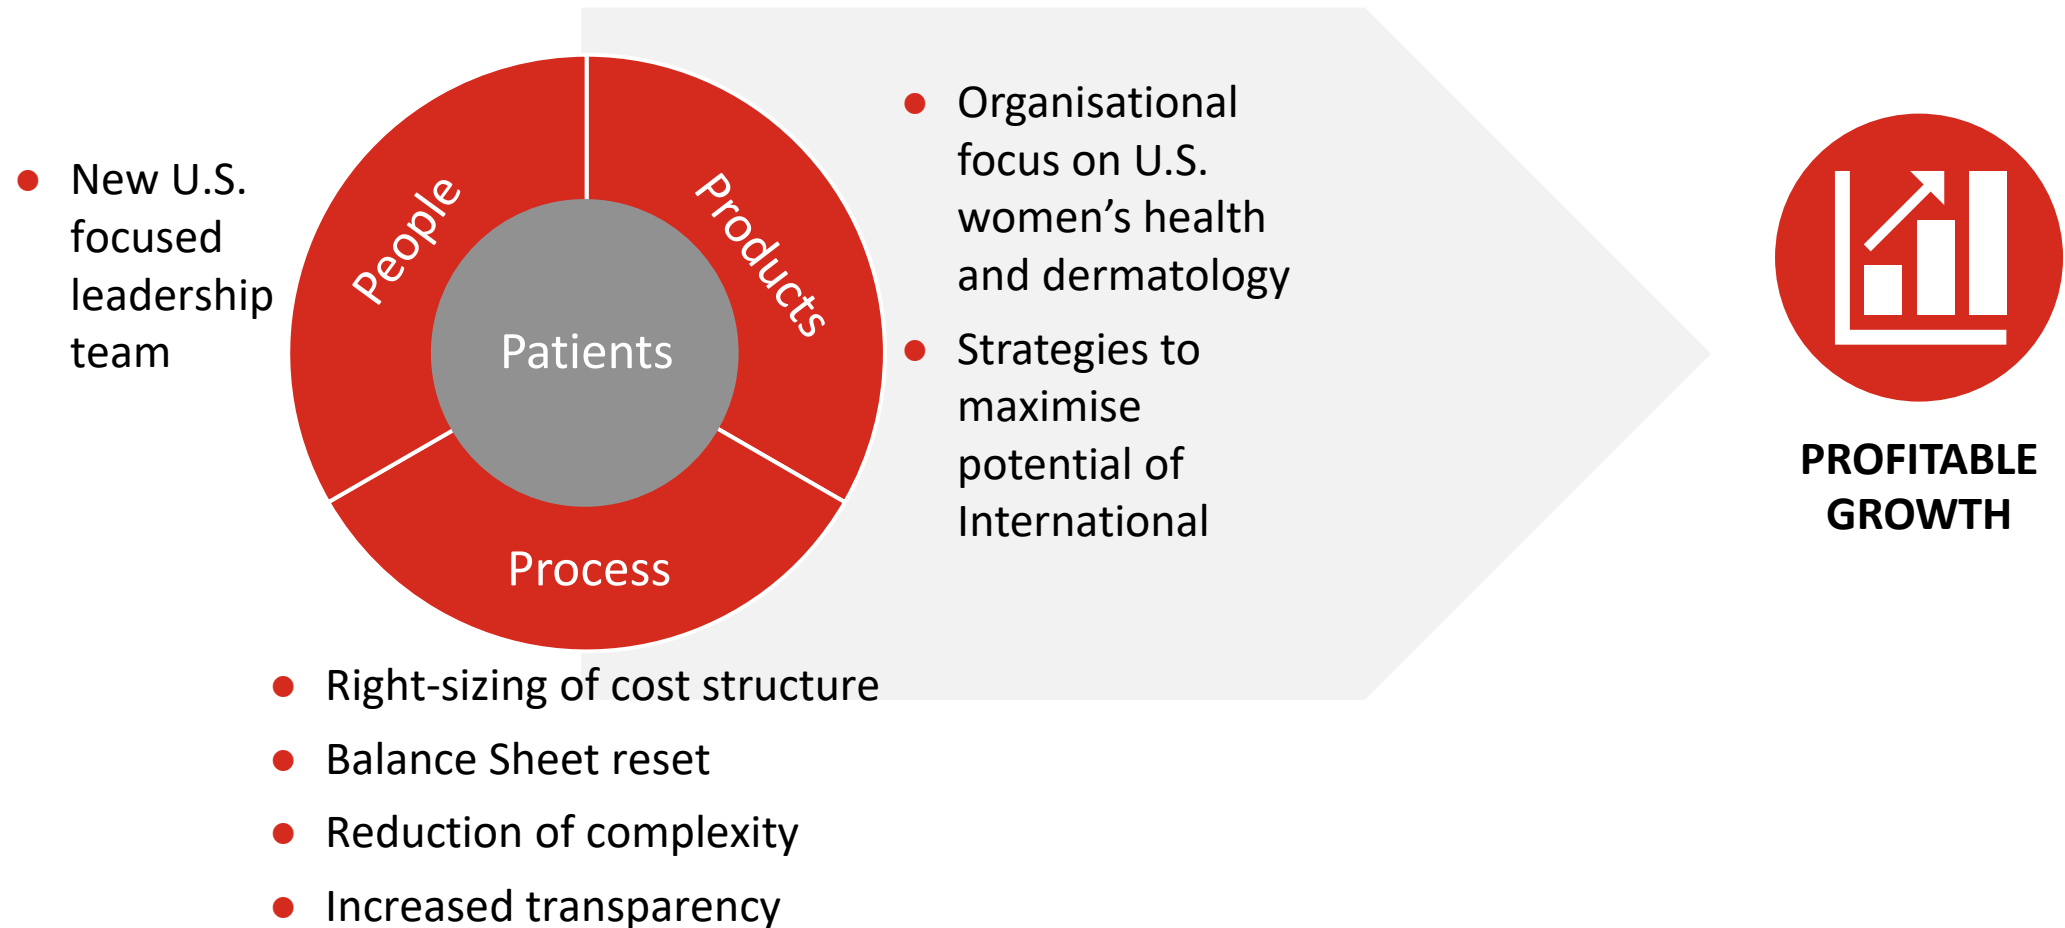 New U.S.
focused
leadership
team
People
Products
Patients
Process
Organisational
focus on U.S.
women’s health
and dermatology
Strategies to
maximise
potential of
International
Right-sizing of cost structure
Balance Sheet reset
Reduction of complexity
Increased transparency
PROFITABLE
GROWTH